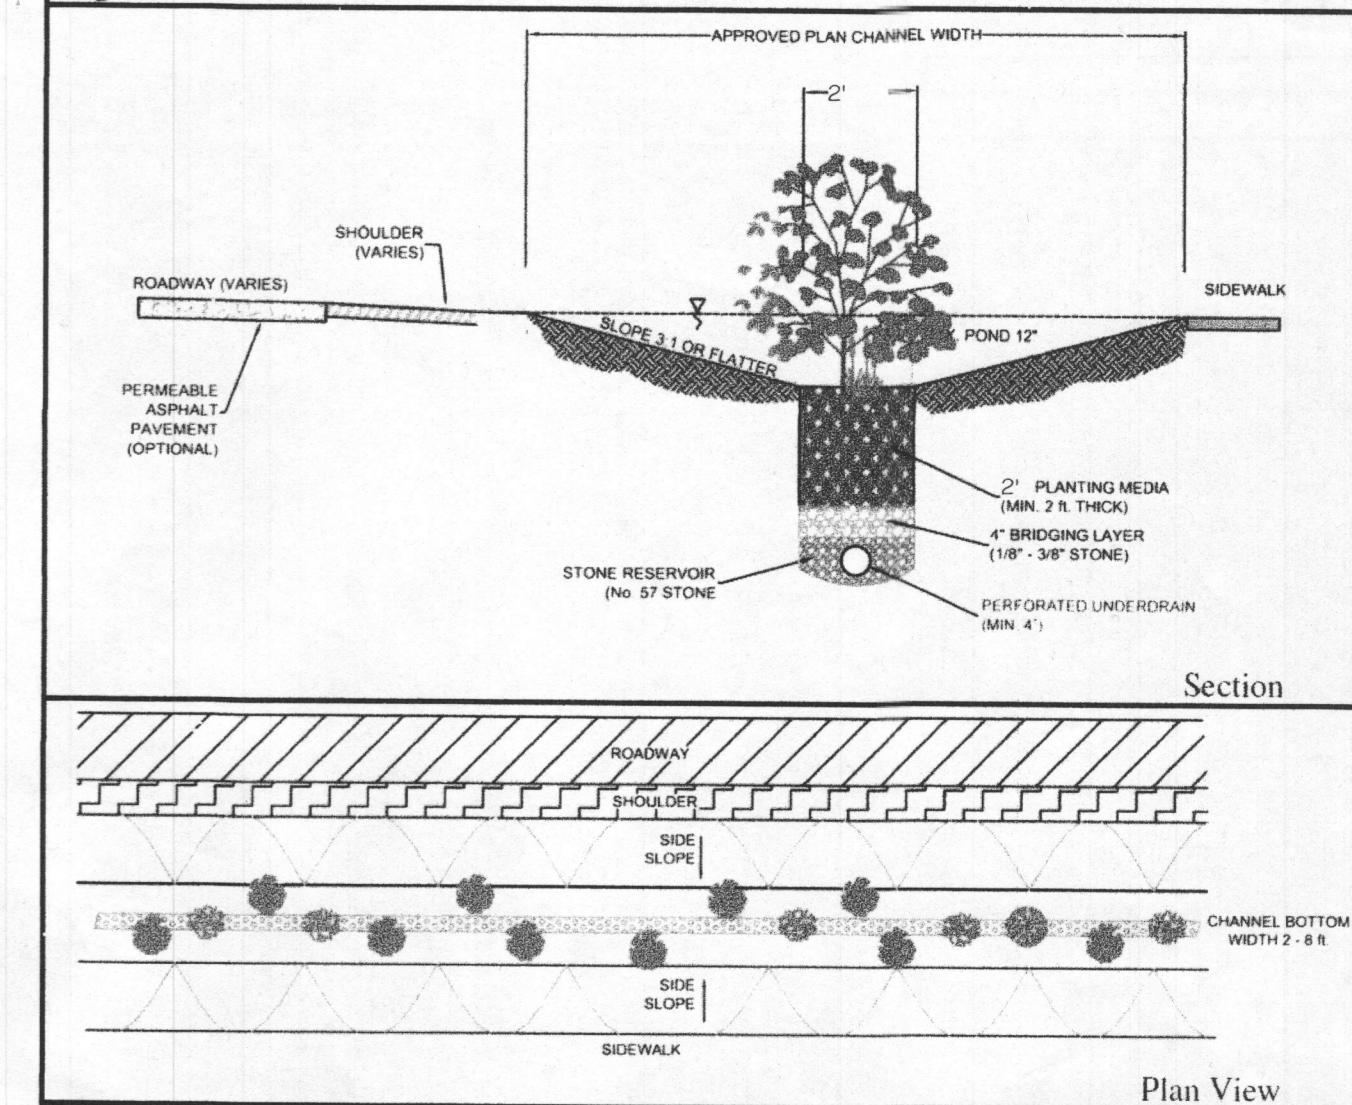 APPROVED PLAN CHANNEL WIDTH
2'
SHOULDER
(VARIES)
ROADWAY (VARIES)
SIDEWALK
SLOPE 3:1 OR FLATTER
POND 12"
PERMEABLE
ASPHALT
PAVEMENT
(OPTIONAL)
2' PLANTING MEDIA
(MIN. 2 ft. THICK)
4" BRIDGING LAYER
(1/8" - 3/8" STONE)
STONE RESERVOIR
(No. 57 STONE
PERFORATED UNDERDRAIN
(MIN. 4")
Section
ROADWAY
SHOULDER
SIDE
SLOPE
CHANNEL BOTTOM
WIDTH 2 - 8 ft.
SIDE
SLOPE
SIDEWALK
Plan View